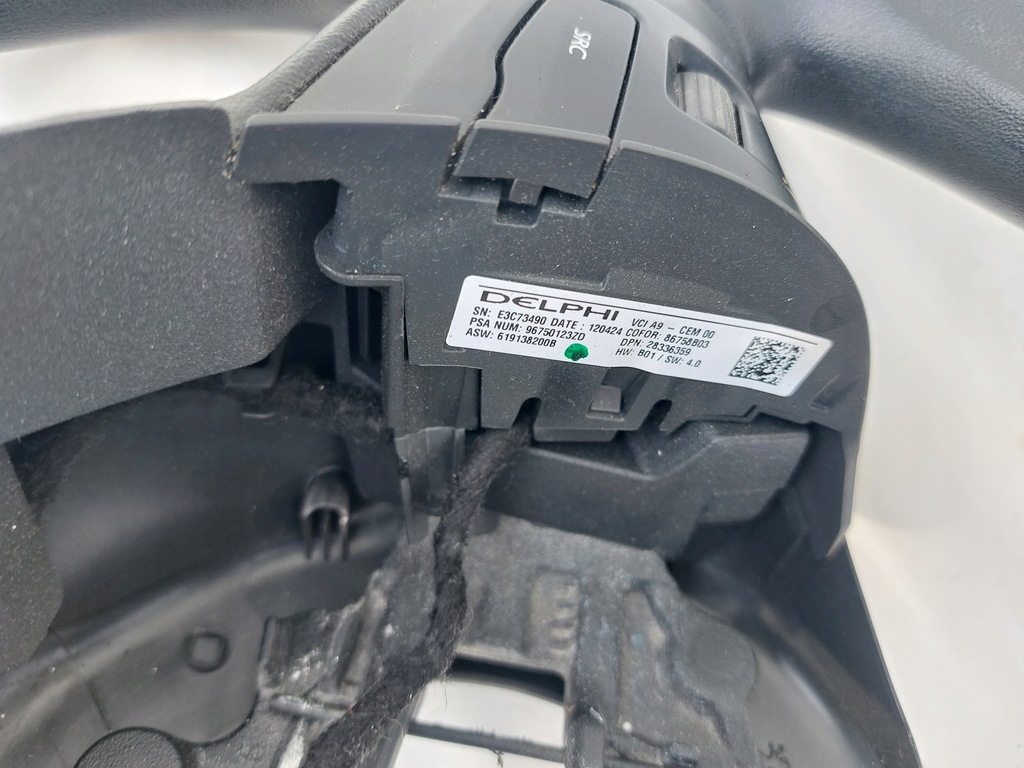 SRC
DELPHI VCI A9 - CEM 00
SN: E3C73490 DATE : 120424 COFOR: 86758B03
PSA NUM: 96750123ZD DPN: 28336359
ASW: 619138200B HW: B01 / SW: 4.0